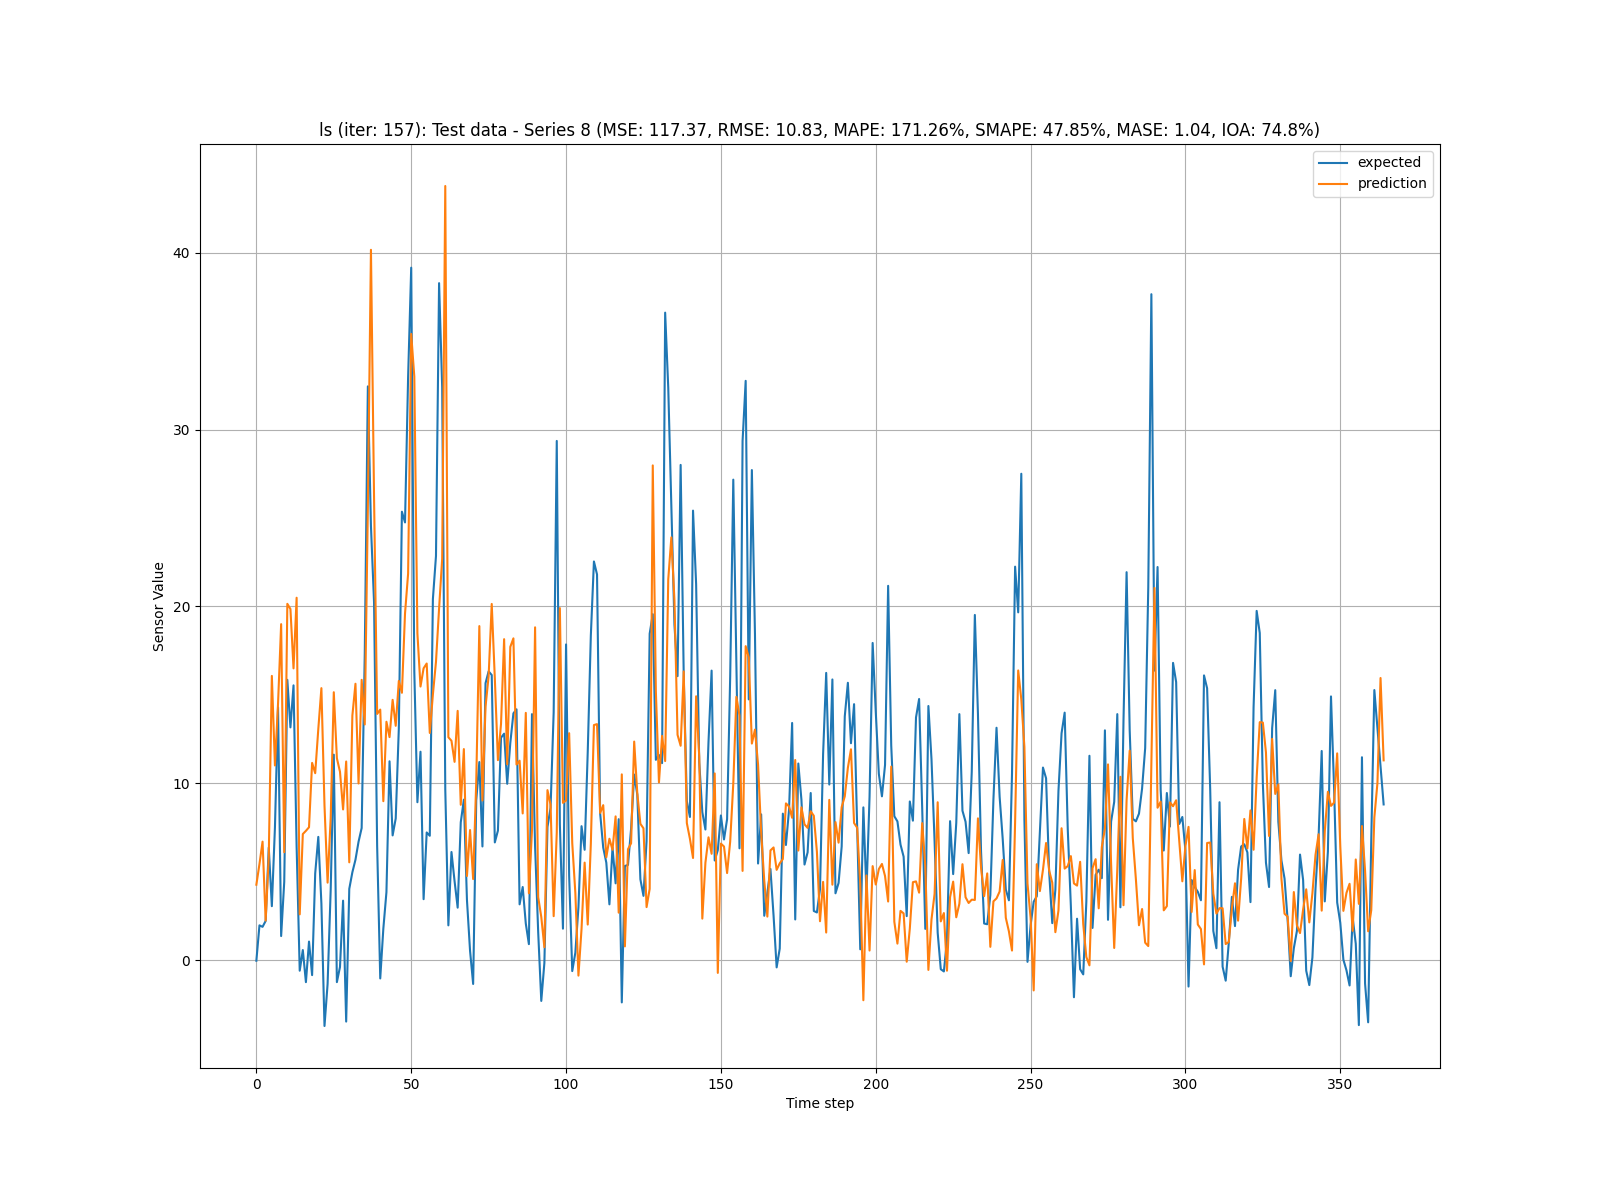 ls (iter: 157): Test data - Series 8 (MSE: 117.37, RMSE: 10.83, MAPE: 171.26%, SMAPE: 47.85%, MASE: 1.04, IOA: 74.8%)
expected
prediction
40
30
20
10
0
Sensor Value
0 50 100 150 200 250 300 350
Time step